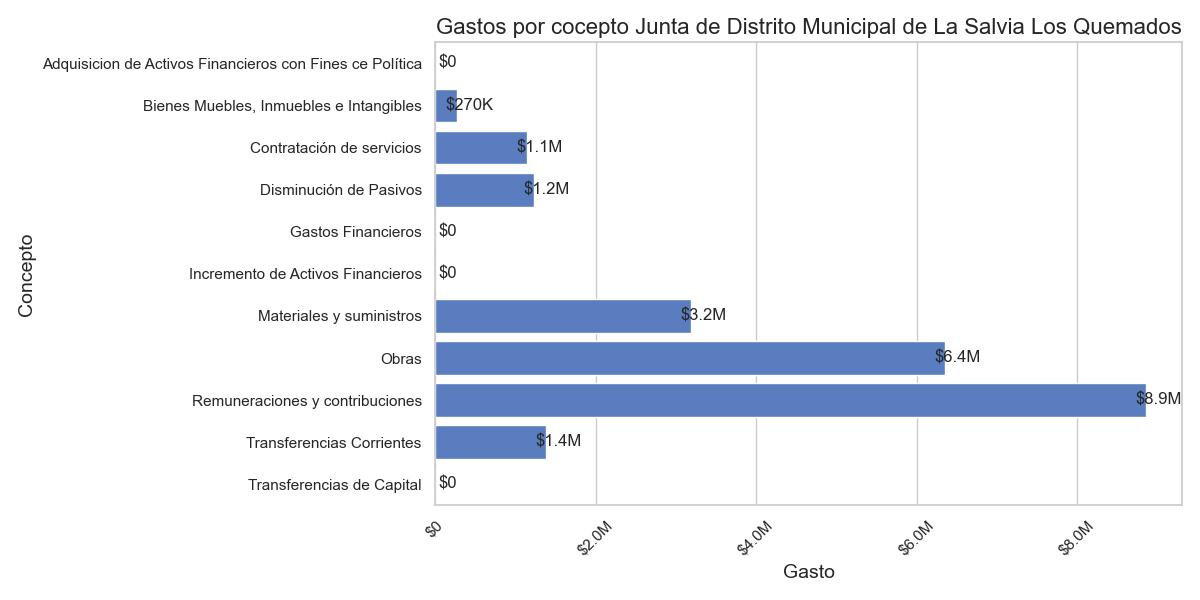 Gastos por cocepto Junta de Distrito Municipal de La Salvia Los Quemados
Concepto
Adquisicion de Activos Financieros con Fines ce Política $0
Bienes Muebles, Inmuebles e Intangibles $270K
Contratación de servicios $1.1M
Disminución de Pasivos $1.2M
Gastos Financieros $0
Incremento de Activos Financieros $0
Materiales y suministros $3.2M
Obras $6.4M
Remuneraciones y contribuciones $8.9M
Transferencias Corrientes $1.4M
Transferencias de Capital $0
$0 $2.0M $4.0M $6.0M $8.0M
Gasto